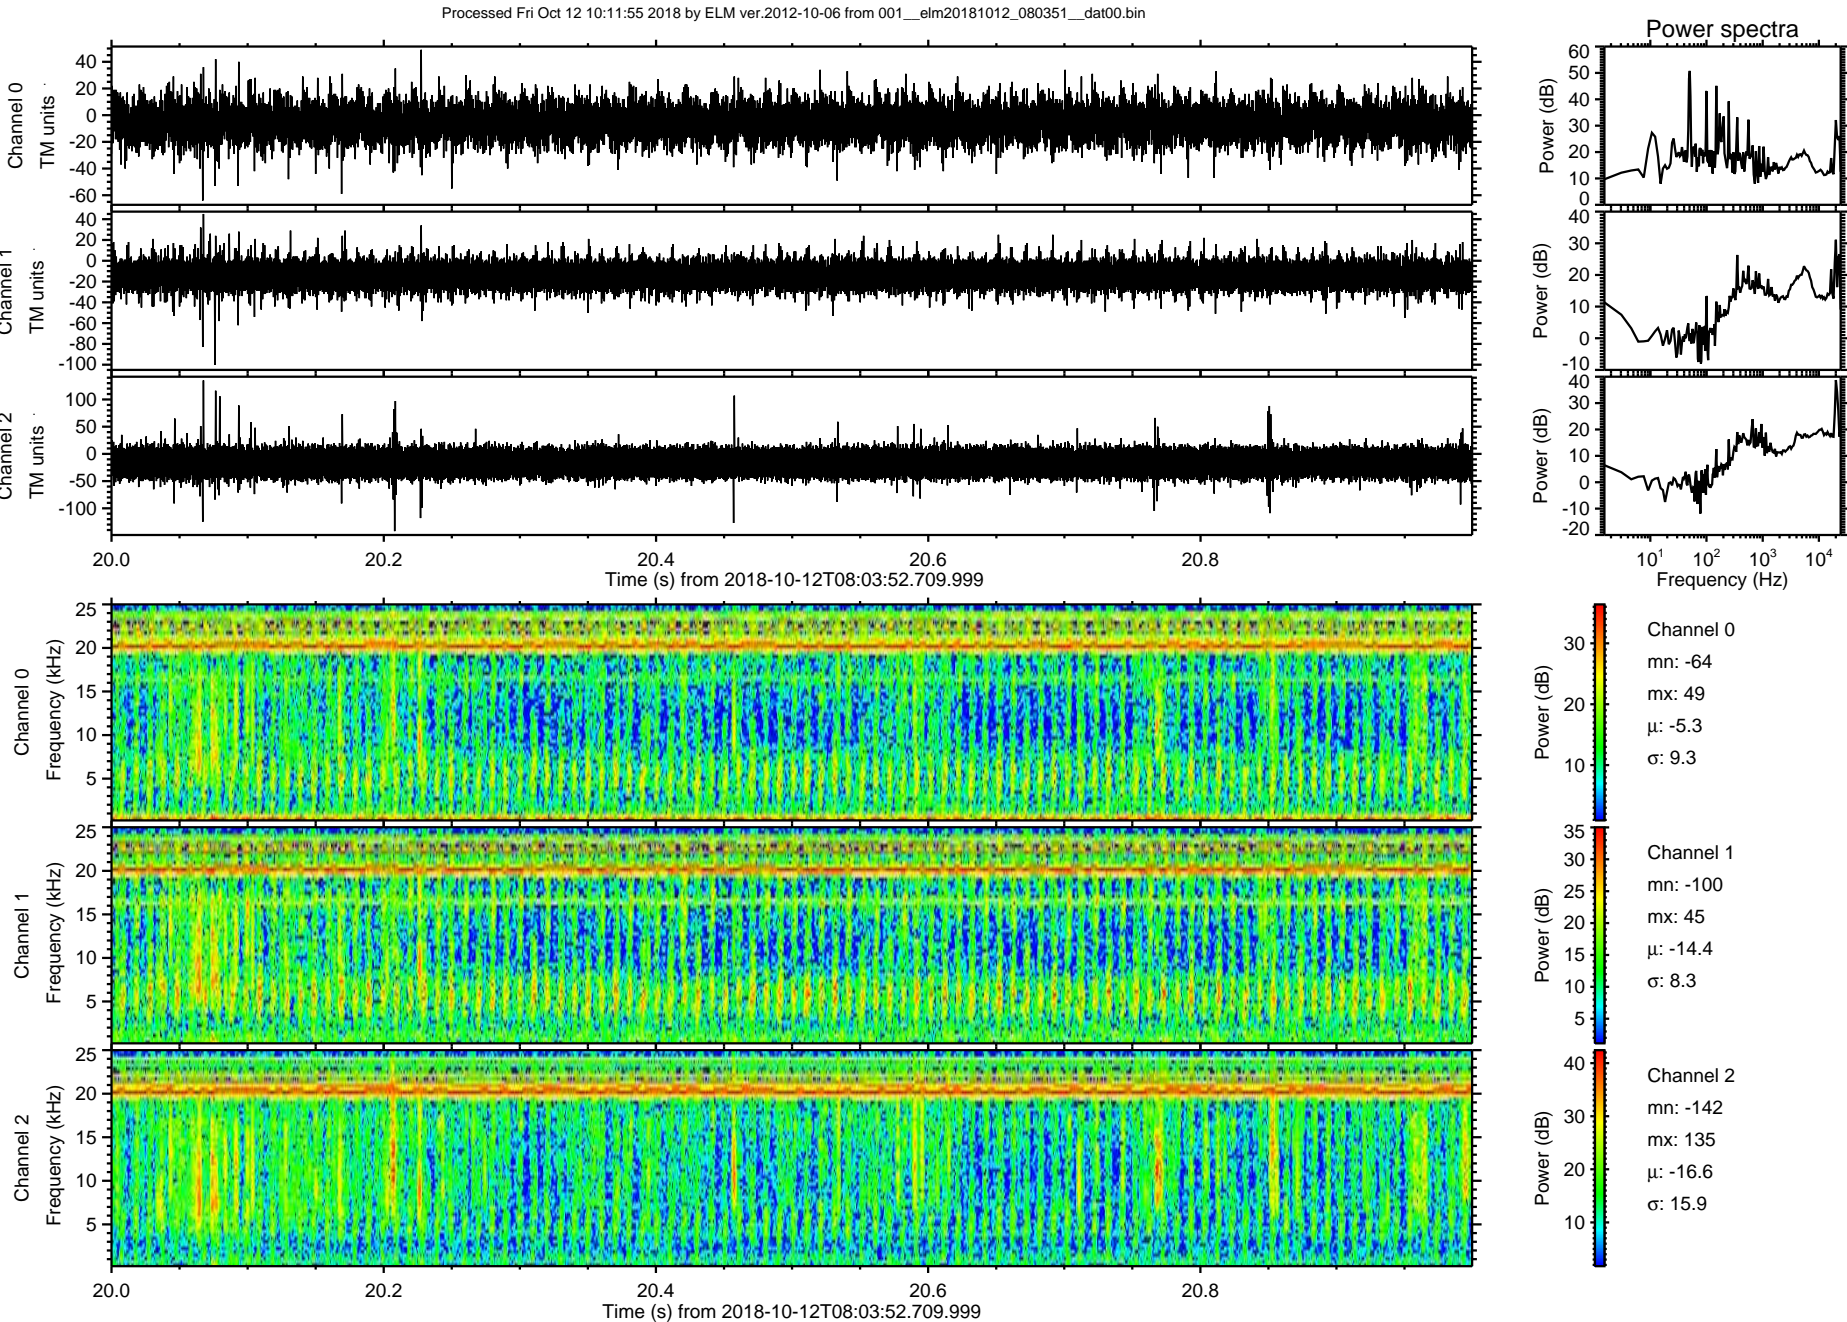 Processed Fri Oct 12 10:11:55 2018 by ELM ver.2012-10-06 from 001__elm20181012_080351__dat00.bin
Power spectra
Channel 0
TM units
40
20
0
-20
-40
-60
Power (dB)
60
50
40
30
20
10
0
Channel 1
TM units
40
20
0
-20
-40
-60
-80
-100
Power (dB)
40
30
20
10
0
-10
Channel 2
TM units
100
50
0
-50
-100
Power (dB)
40
30
20
10
0
-10
-20
20.0 20.2 20.4 20.6 20.8
Time (s) from 2018-10-12T08:03:52.709.999
10¹ 10² 10³ 10⁴
Frequency (Hz)
Channel 0
Frequency (kHz)
25
20
15
10
5
Power (dB)
30
20
10
Channel 0
mn: -64
mx: 49
μ: -5.3
σ: 9.3
Channel 1
Frequency (kHz)
25
20
15
10
5
Power (dB)
35
30
25
20
15
10
5
Channel 1
mn: -100
mx: 45
μ: -14.4
σ: 8.3
Channel 2
Frequency (kHz)
25
20
15
10
5
Power (dB)
40
30
20
10
Channel 2
mn: -142
mx: 135
μ: -16.6
σ: 15.9
20.0 20.2 20.4 20.6 20.8
Time (s) from 2018-10-12T08:03:52.709.999